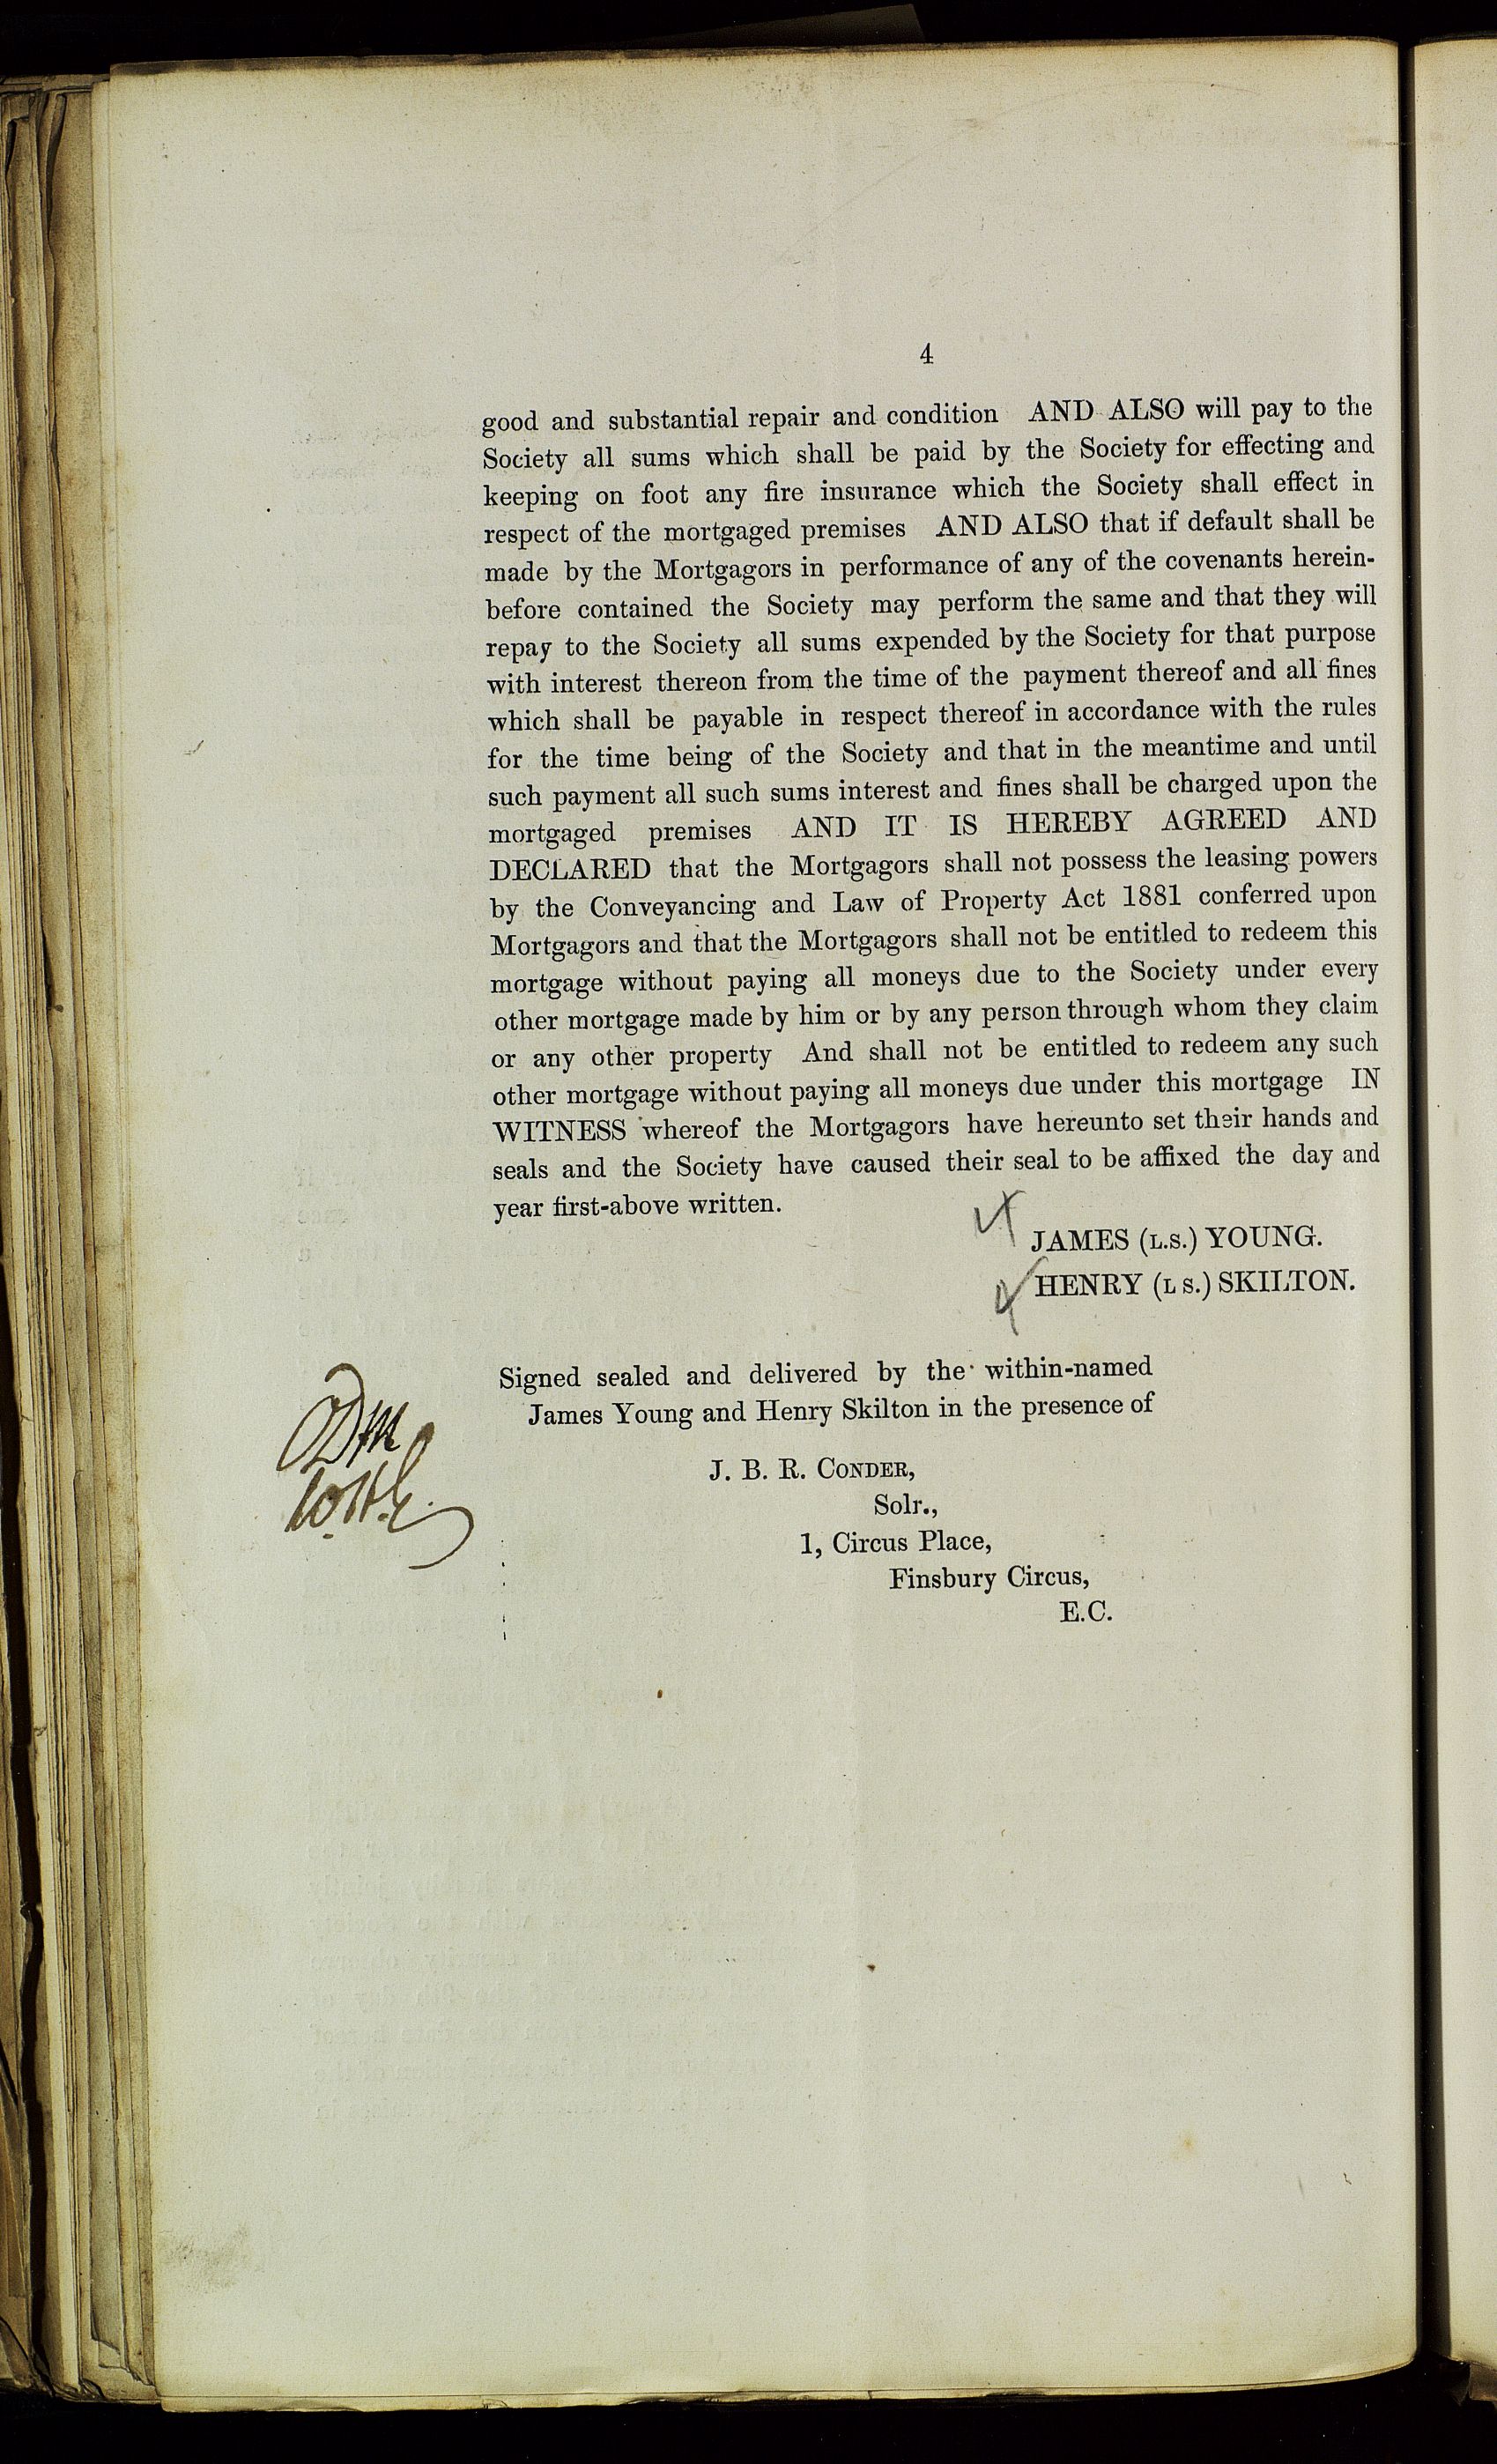 4
good and substantial repair and condition AND ALSO will pay to the
Society all sums which shall be paid by the Society for effecting and
keeping on foot any fire insurance which the Society shall effect in
respect of the mortgaged premises AND ALSO that if default shall be
made by the Mortgagors in performance of any of the covenants herein-
before contained the Society may perform the same and that they will
repay to the Society all sums expended by the Society for that purpose
with interest thereon from the time of the payment thereof and all fines
which shall be payable in respect thereof in accordance with the rules
for the time being of the Society and that in the meantime and until
such payment all such sums interest and fines shall be charged upon the
mortgaged premises AND IT IS HEREBY AGREED AND
DECLARED that the Mortgagors shall not possess the leasing powers
by the Conveyancing and Law of Property Act 1881 conferred upon
Mortgagors and that the Mortgagors shall not be entitled to redeem this
mortgage without paying all moneys due to the Society under every
other mortgage made by him or by any person through whom they claim
or any other property And shall not be entitled to redeem any such
other mortgage without paying all moneys due under this mortgage IN
WITNESS whereof the Mortgagors have hereunto set their hands and
seals and the Society have caused their seal to be affixed the day and
year first-above written.
JAMES (L.S.) YOUNG.
HENRY (L S.) SKILTON.
Signed sealed and delivered by the within-named
James Young and Henry Skilton in the presence of
J. B. R. CONDER,
Solr.,
1, Circus Place,
Finsbury Circus,
E.C.